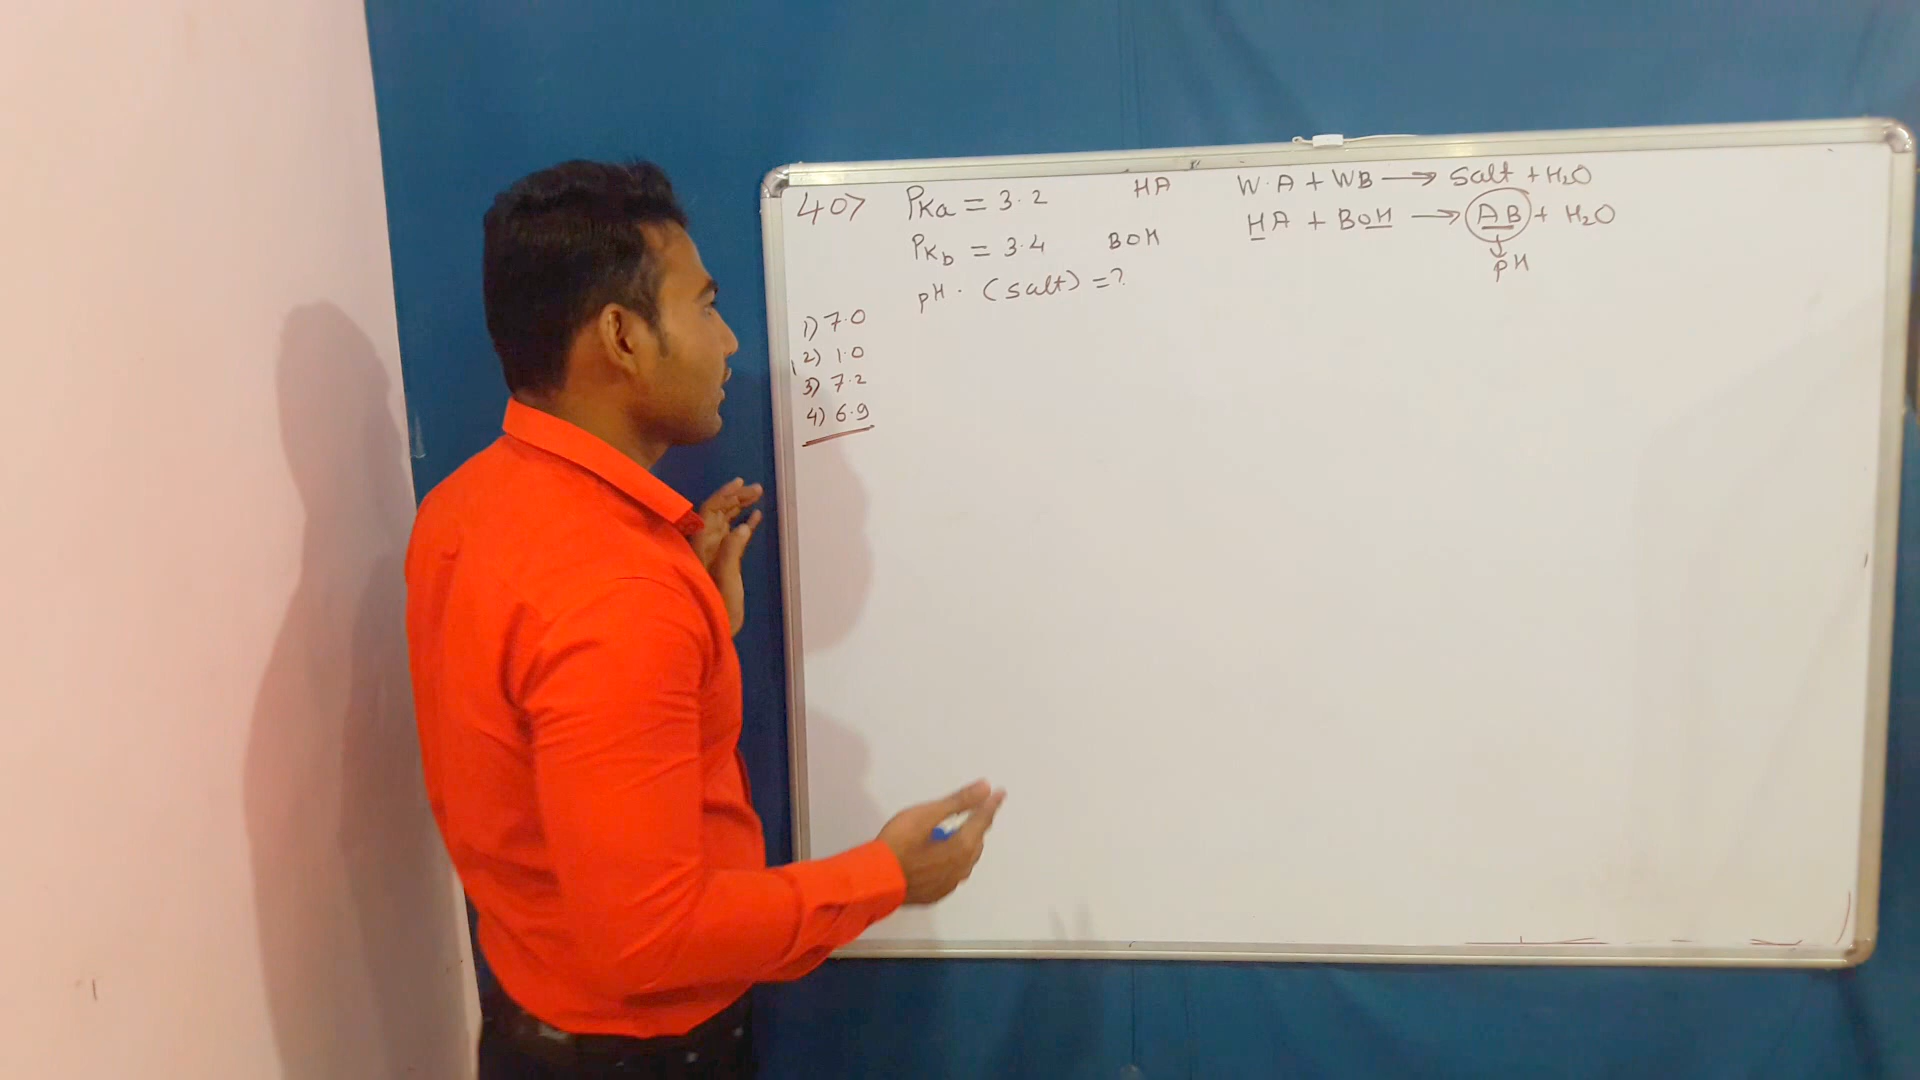 40> PKa = 3.2 HA
PKb = 3.4 BOH
pH. (salt) = ?
1) 7.0
2) 1.0
3) 7.2
4) 6.9
W.A + WB → salt + H2O
HA + BOH → AB + H2O
pH